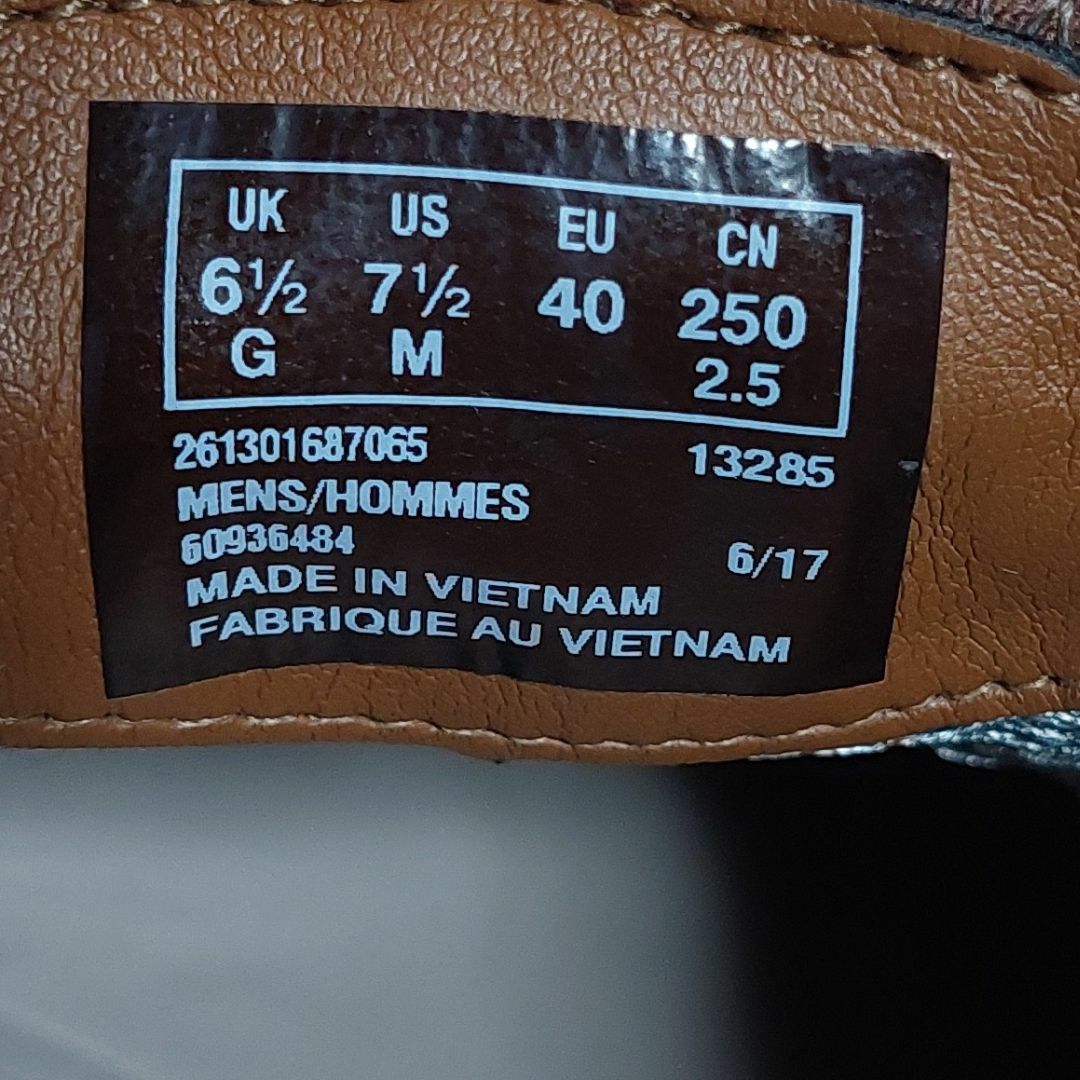 UK US EU CN
6½ 7½ 40 250
G M 2.5
261301687065 13285
MENS/HOMMES
60936484 6/17
MADE IN VIETNAM
FABRIQUE AU VIETNAM